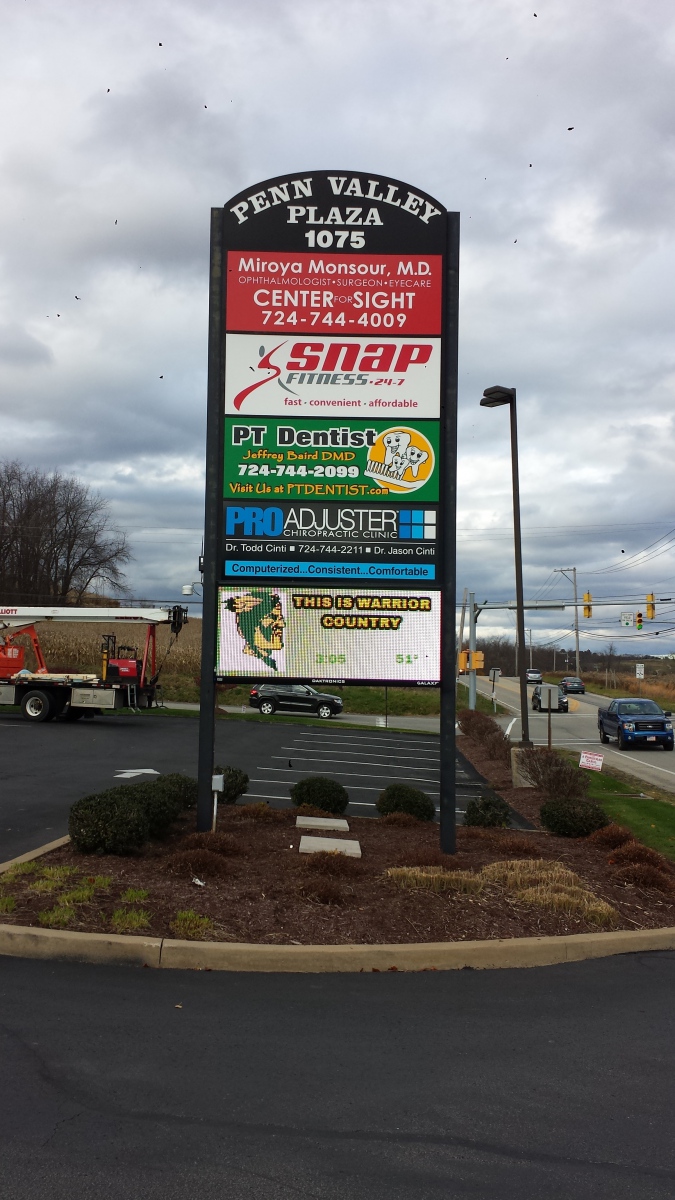 PENN VALLEY
PLAZA
1075
Miroya Monsour, M.D.
OPHTHALMOLOGIST•SURGEON•EYECARE
CENTER FOR SIGHT
724-744-4009
SNAP
FITNESS•24-7
fast · convenient · affordable
PT Dentist
Jeffrey Baird DMD
724-744-2099
Visit Us at PTDENTIST.com
PRO ADJUSTER
CHIROPRACTIC CLINIC
Dr. Todd Cinti ■ 724-744-2211 ■ Dr. Jason Cinti
Computerized...Consistent...Comfortable
THIS IS WARRIOR
COUNTRY
3:05 51°
DAKTRONICS GALAXY